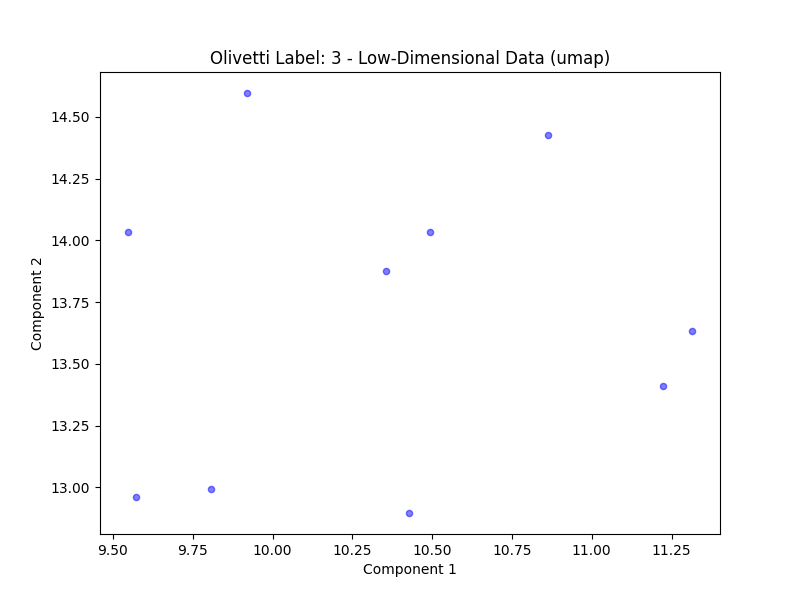 Olivetti Label: 3 - Low-Dimensional Data (umap)
Component 2
14.50
14.25
14.00
13.75
13.50
13.25
13.00
9.50 9.75 10.00 10.25 10.50 10.75 11.00 11.25
Component 1